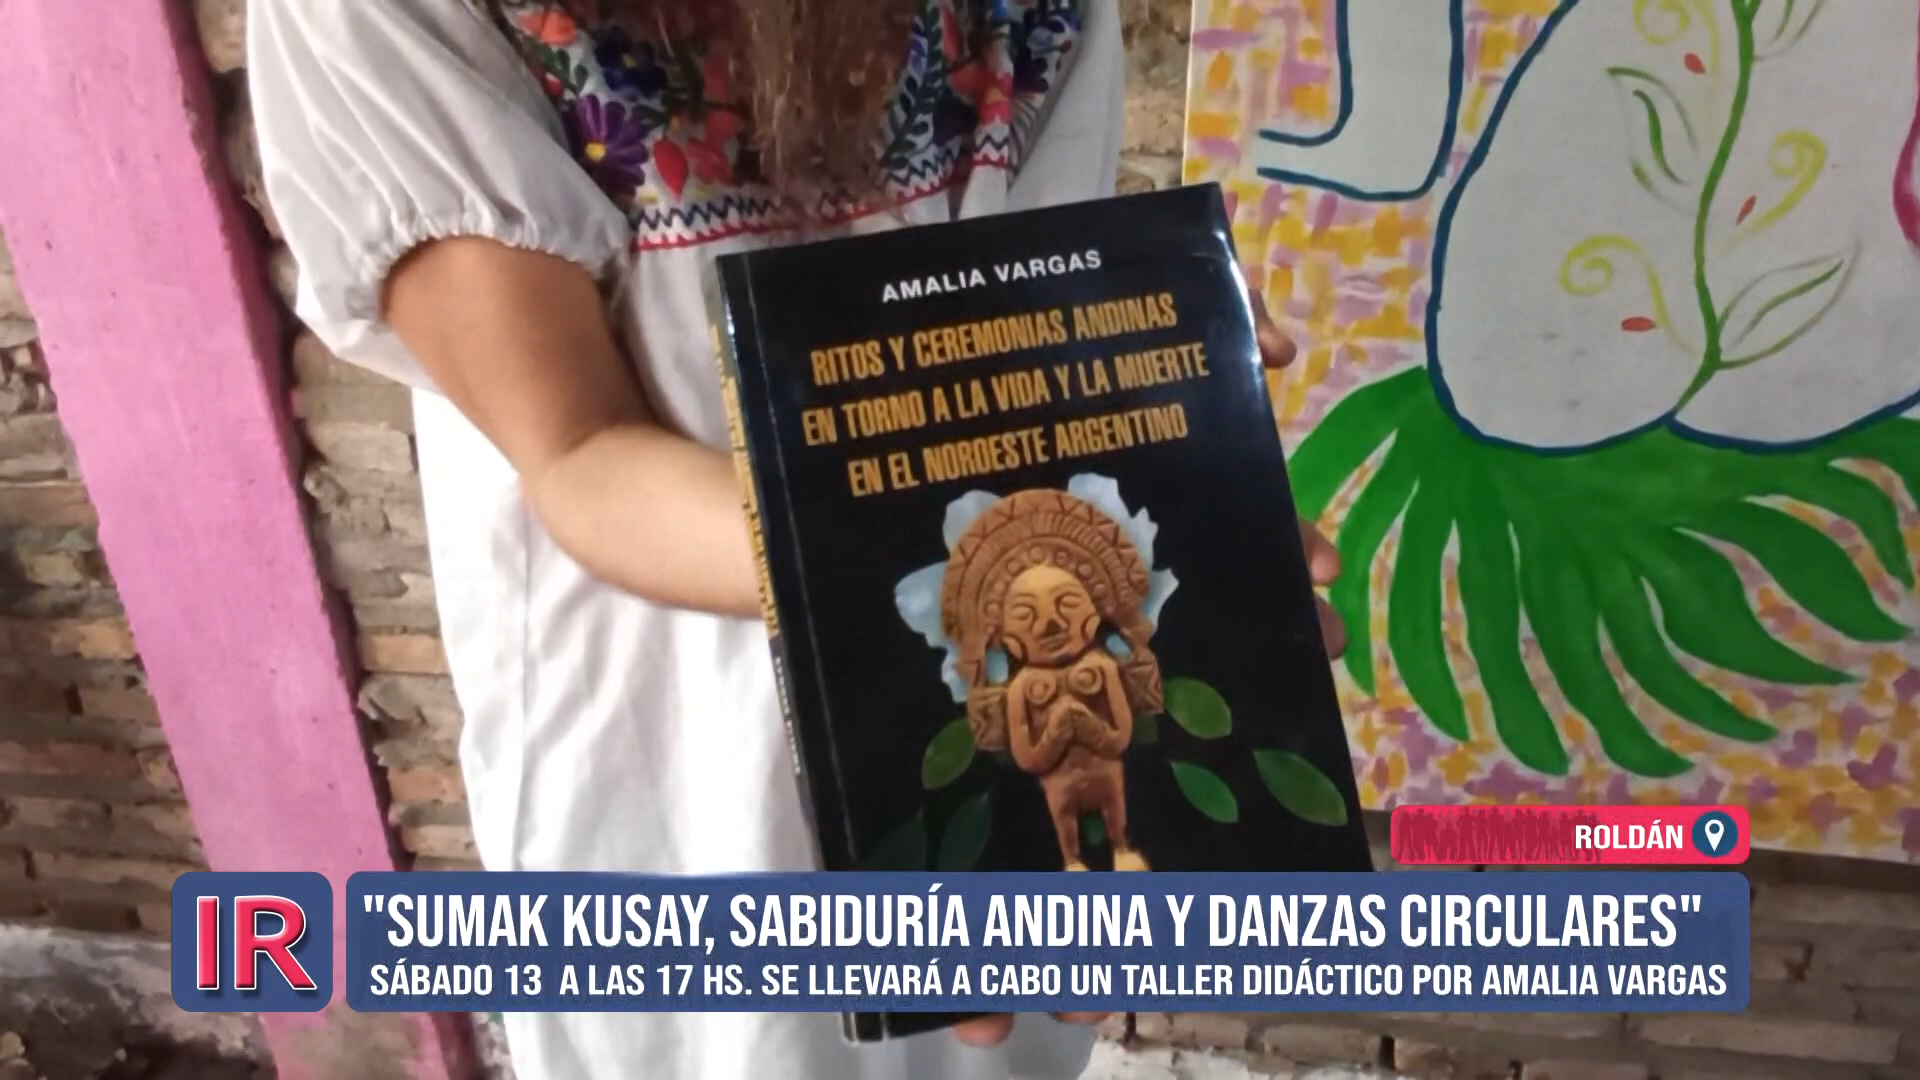 AMALIA VARGAS
RITOS Y CEREMONIAS ANDINAS
EN TORNO A LA VIDA Y LA MUERTE
EN EL NOROESTE ARGENTINO
ROLDÁN
IR
"SUMAK KUSAY, SABIDURÍA ANDINA Y DANZAS CIRCULARES"
SÁBADO 13 A LAS 17 HS. SE LLEVARÁ A CABO UN TALLER DIDÁCTICO POR AMALIA VARGAS